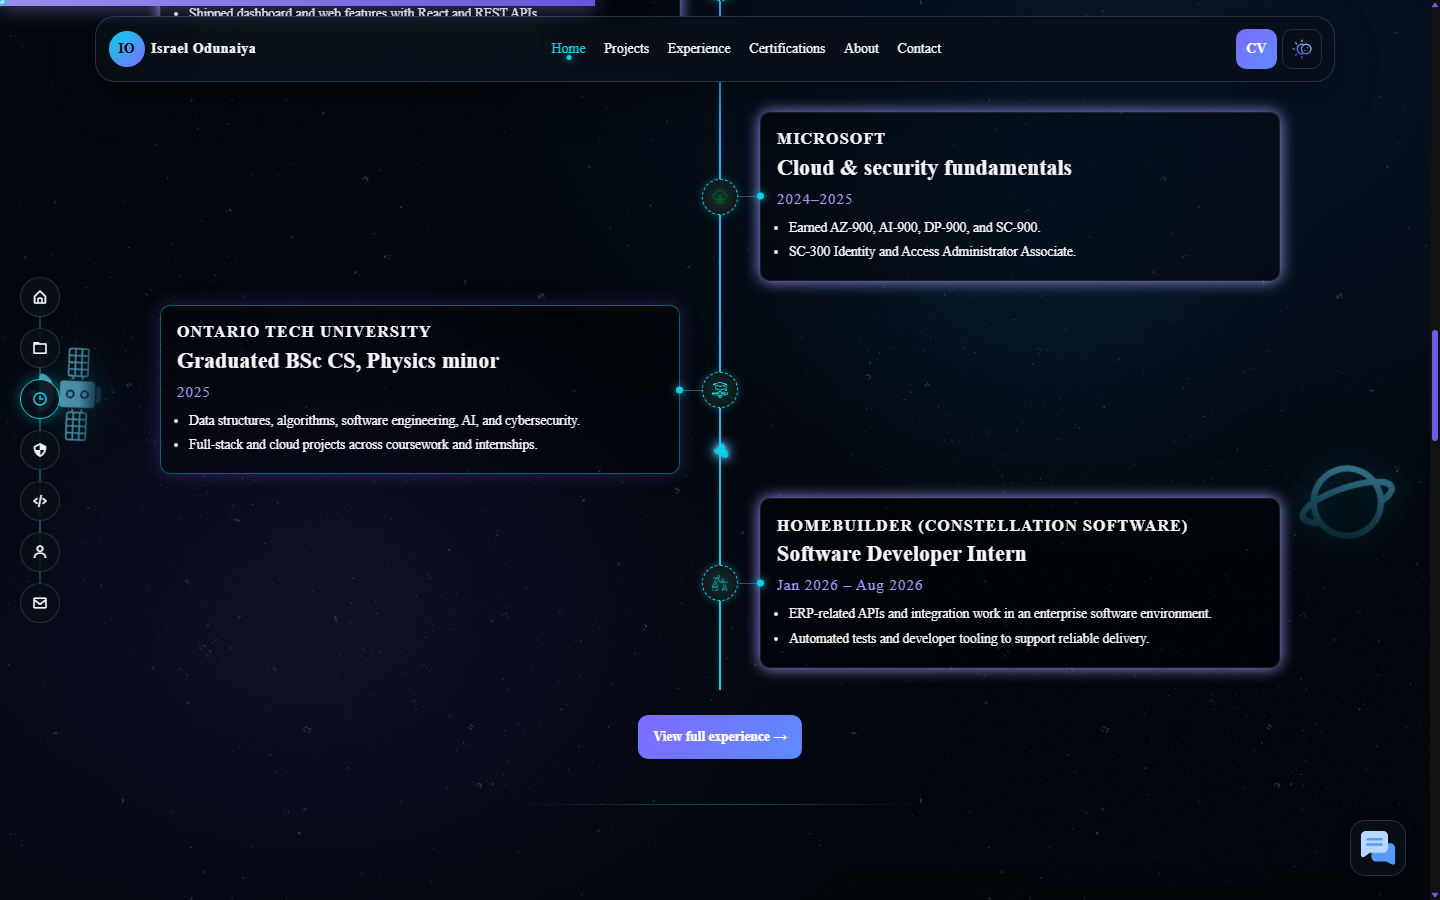 Shipped dashboard and web features with React and REST APIs.
IO Israel Odunaiya
Home Projects Experience Certifications About Contact
CV
MICROSOFT
Cloud & security fundamentals
2024–2025
Earned AZ-900, AI-900, DP-900, and SC-900.
SC-300 Identity and Access Administrator Associate.
ONTARIO TECH UNIVERSITY
Graduated BSc CS, Physics minor
2025
Data structures, algorithms, software engineering, AI, and cybersecurity.
Full-stack and cloud projects across coursework and internships.
HOMEBUILDER (CONSTELLATION SOFTWARE)
Software Developer Intern
Jan 2026 – Aug 2026
ERP-related APIs and integration work in an enterprise software environment.
Automated tests and developer tooling to support reliable delivery.
View full experience →